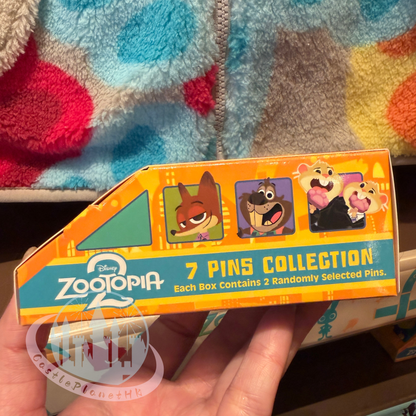 Disney
ZOOTOPIA
2
7 PINS COLLECTION
Each Box Contains 2 Randomly Selected Pins.
CastlePlanetHK